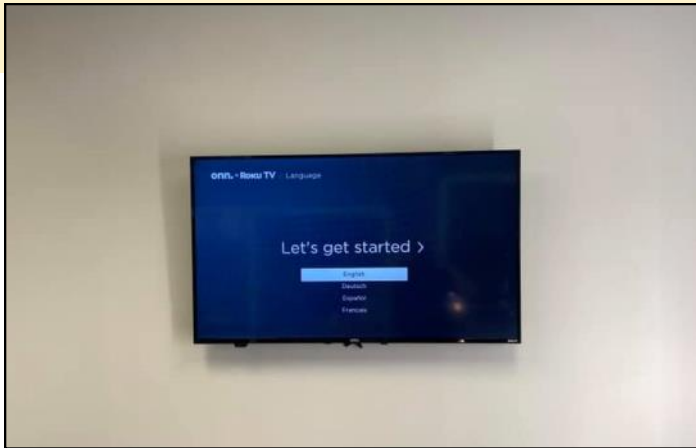 onn. • Roku TV | Language
Let's get started >
English
Deutsch
Español
Français